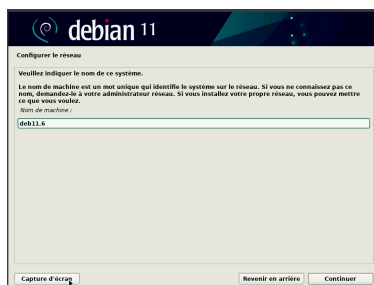 debian 11
Configurer le réseau
Veuillez indiquer le nom de ce système.
Le nom de machine est un mot unique qui identifie le système sur le réseau. Si vous ne connaissez pas ce
nom, demandez-le à votre administrateur réseau. Si vous installez votre propre réseau, vous pouvez mettre
ce que vous voulez.
Nom de machine :
deb11.6
Capture d'écran
Revenir en arrière
Continuer